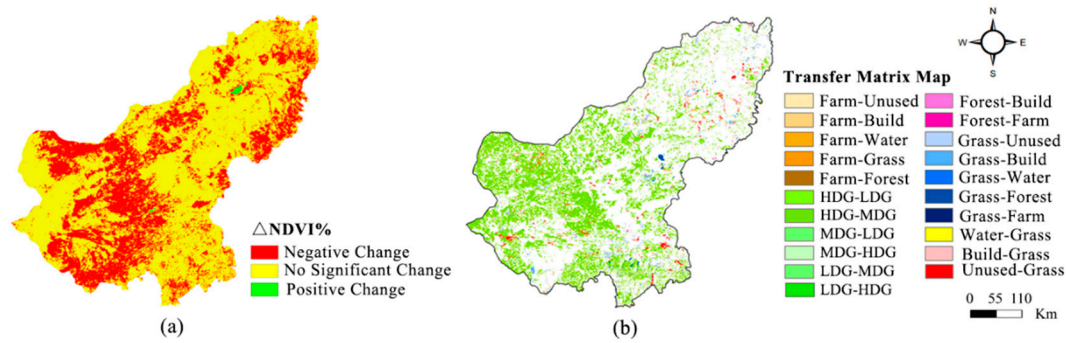 △NDVI%
Negative Change
No Significant Change
Positive Change
(a)
N
W E
S
Transfer Matrix Map
Farm-Unused
Farm-Build
Farm-Water
Farm-Grass
Farm-Forest
HDG-LDG
HDG-MDG
MDG-LDG
MDG-HDG
LDG-MDG
LDG-HDG
Forest-Build
Forest-Farm
Grass-Unused
Grass-Build
Grass-Water
Grass-Forest
Grass-Farm
Water-Grass
Build-Grass
Unused-Grass
0 55 110
Km
(b)